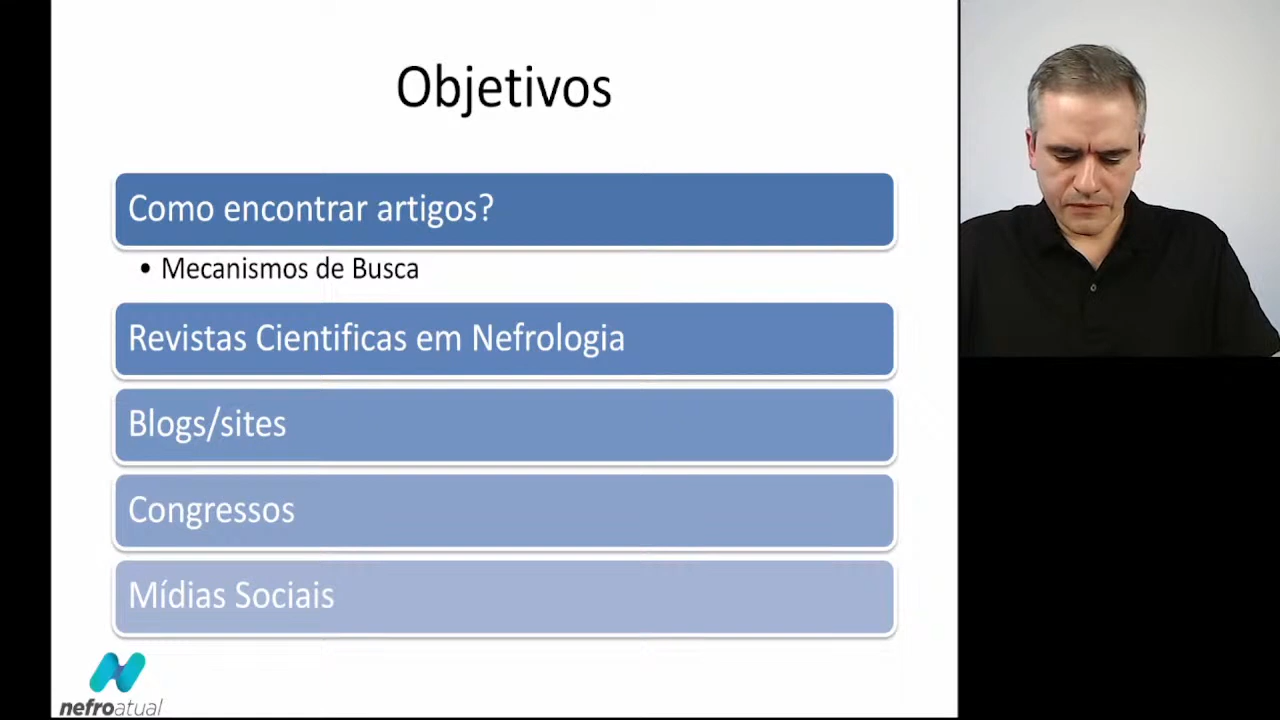 Objetivos
Como encontrar artigos?
• Mecanismos de Busca
Revistas Cientificas em Nefrologia
Blogs/sites
Congressos
Mídias Sociais
nefroatual